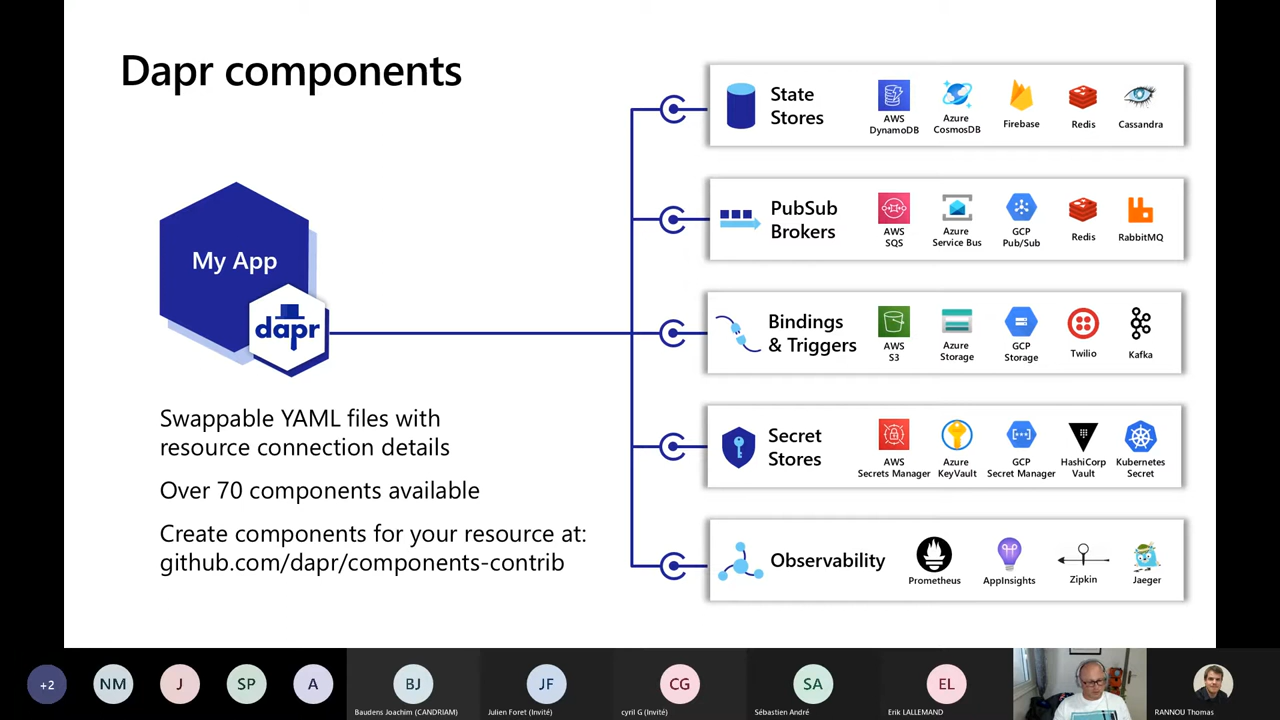 Dapr components
My App
dapr
Swappable YAML files with
resource connection details
Over 70 components available
Create components for your resource at:
github.com/dapr/components-contrib
State
Stores
AWS
DynamoDB
Azure
CosmosDB
Firebase
Redis
Cassandra
PubSub
Brokers
AWS
SQS
Azure
Service Bus
GCP
Pub/Sub
Redis
RabbitMQ
Bindings
& Triggers
AWS
S3
Azure
Storage
GCP
Storage
Twilio
Kafka
Secret
Stores
AWS
Secrets Manager
Azure
KeyVault
GCP
Secret Manager
HashiCorp
Vault
Kubernetes
Secret
Observability
Prometheus
AppInsights
Zipkin
Jaeger
+2
NM
J
SP
A
BJ
Baudens Joachim (CANDRIAM)
JF
Julien Foret (Invité)
CG
cyril G (Invité)
SA
Sébastien André
EL
Erik LALLEMAND
RANNOU Thomas